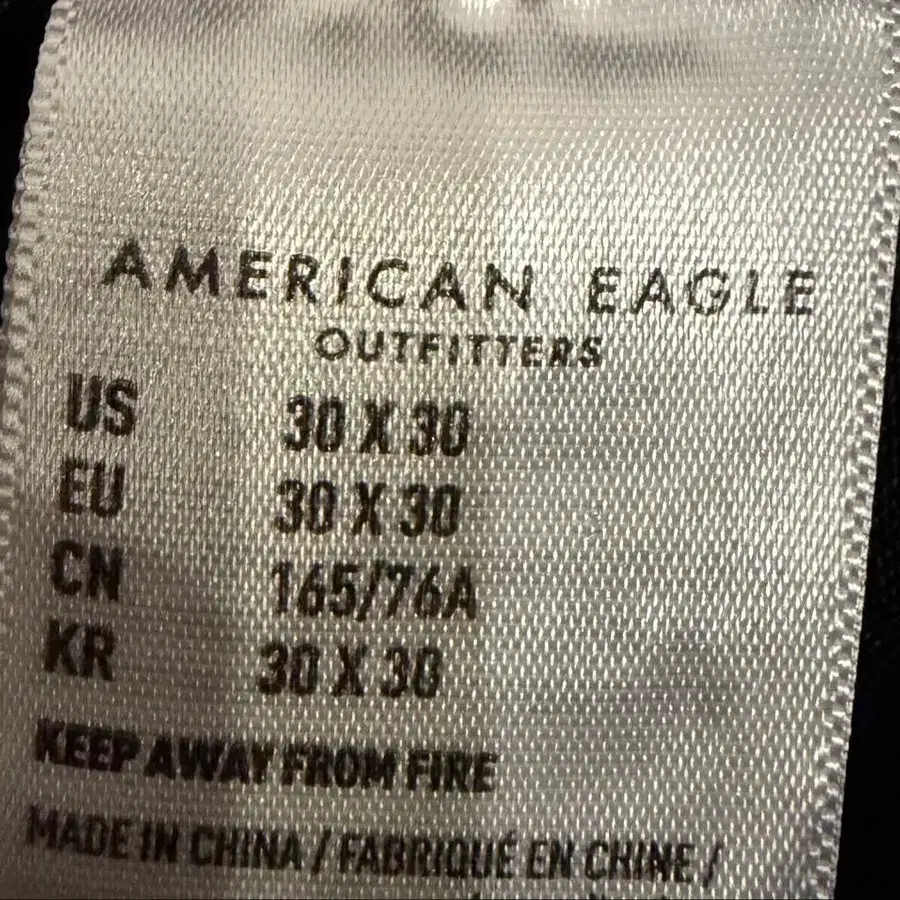 AMERICAN EAGLE
OUTFITTERS
US 30 X 30
EU 30 X 30
CN 165/76A
KR 30 X 30
KEEP AWAY FROM FIRE
MADE IN CHINA / FABRIQUÉ EN CHINE /